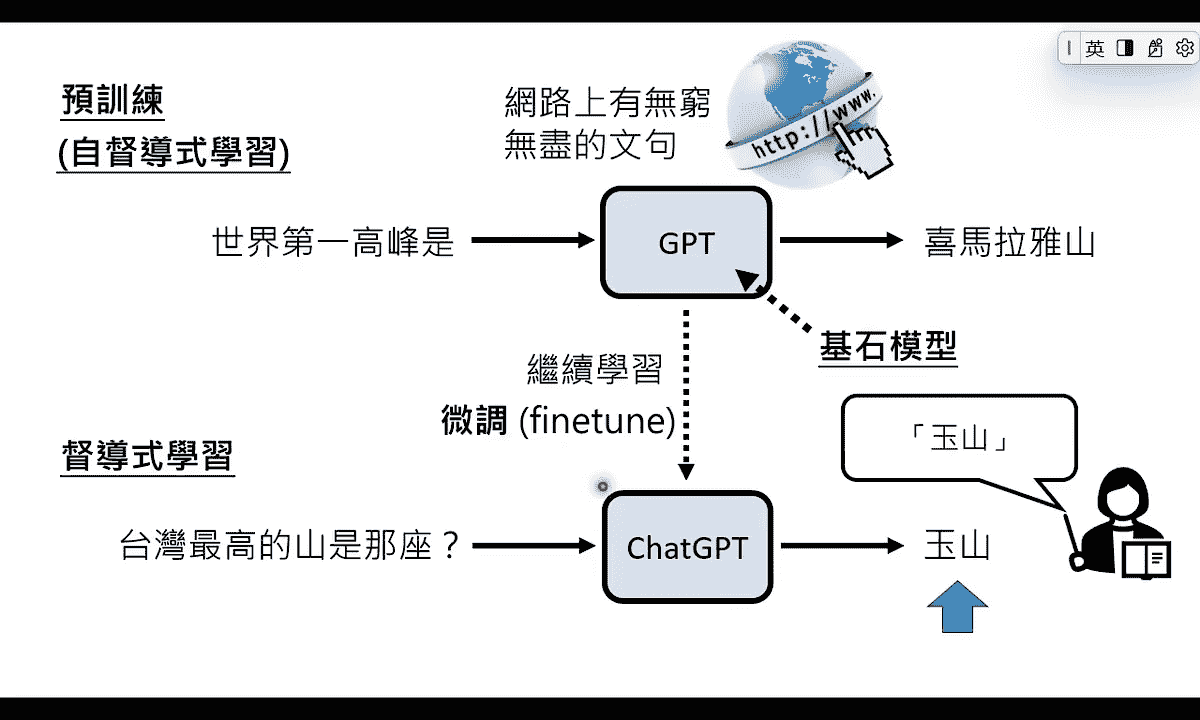 英
預訓練
(自督導式學習)
網路上有無窮
無盡的文句
http://www.
世界第一高峰是
GPT
喜馬拉雅山
基石模型
繼續學習
微調 (finetune)
「玉山」
督導式學習
台灣最高的山是那座？
ChatGPT
玉山